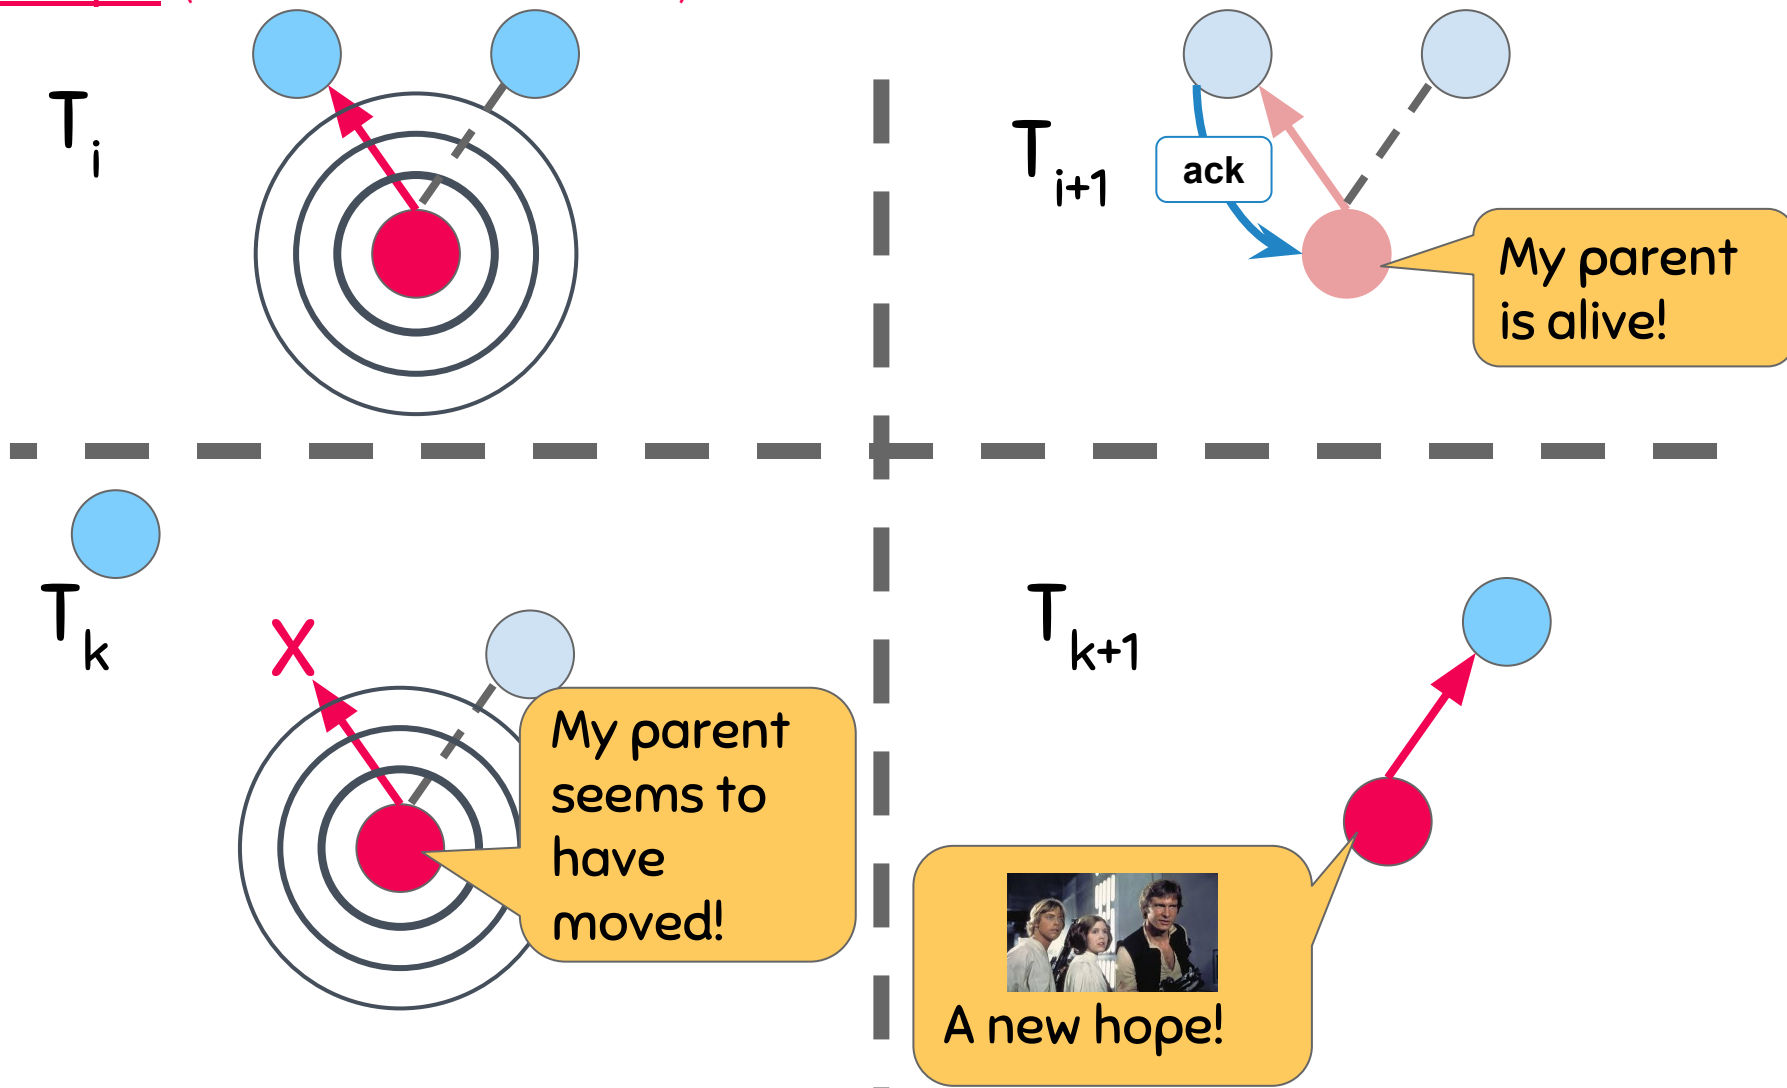 T i
T i+1
ack
My parent
is alive!
T k
X
My parent
seems to
have
moved!
T k+1
A new hope!